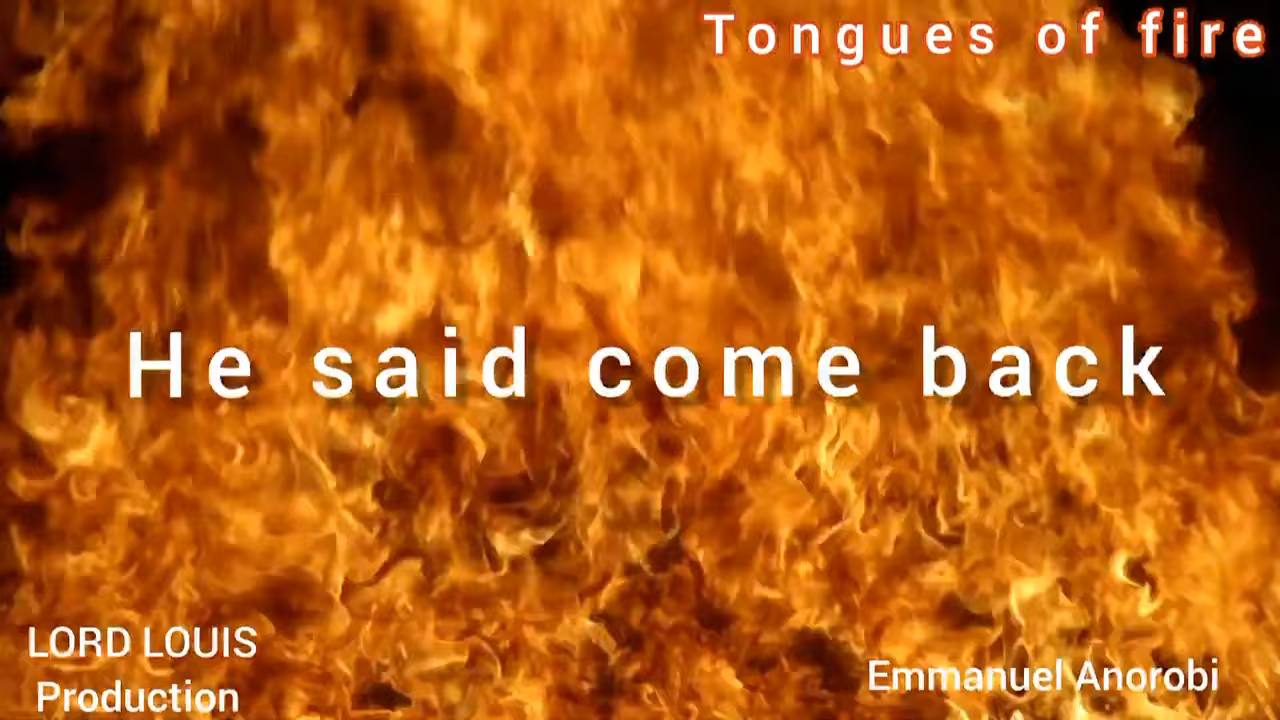 Tongues of fire
He said come back
LORD LOUIS
Production
Emmanuel Anorobi